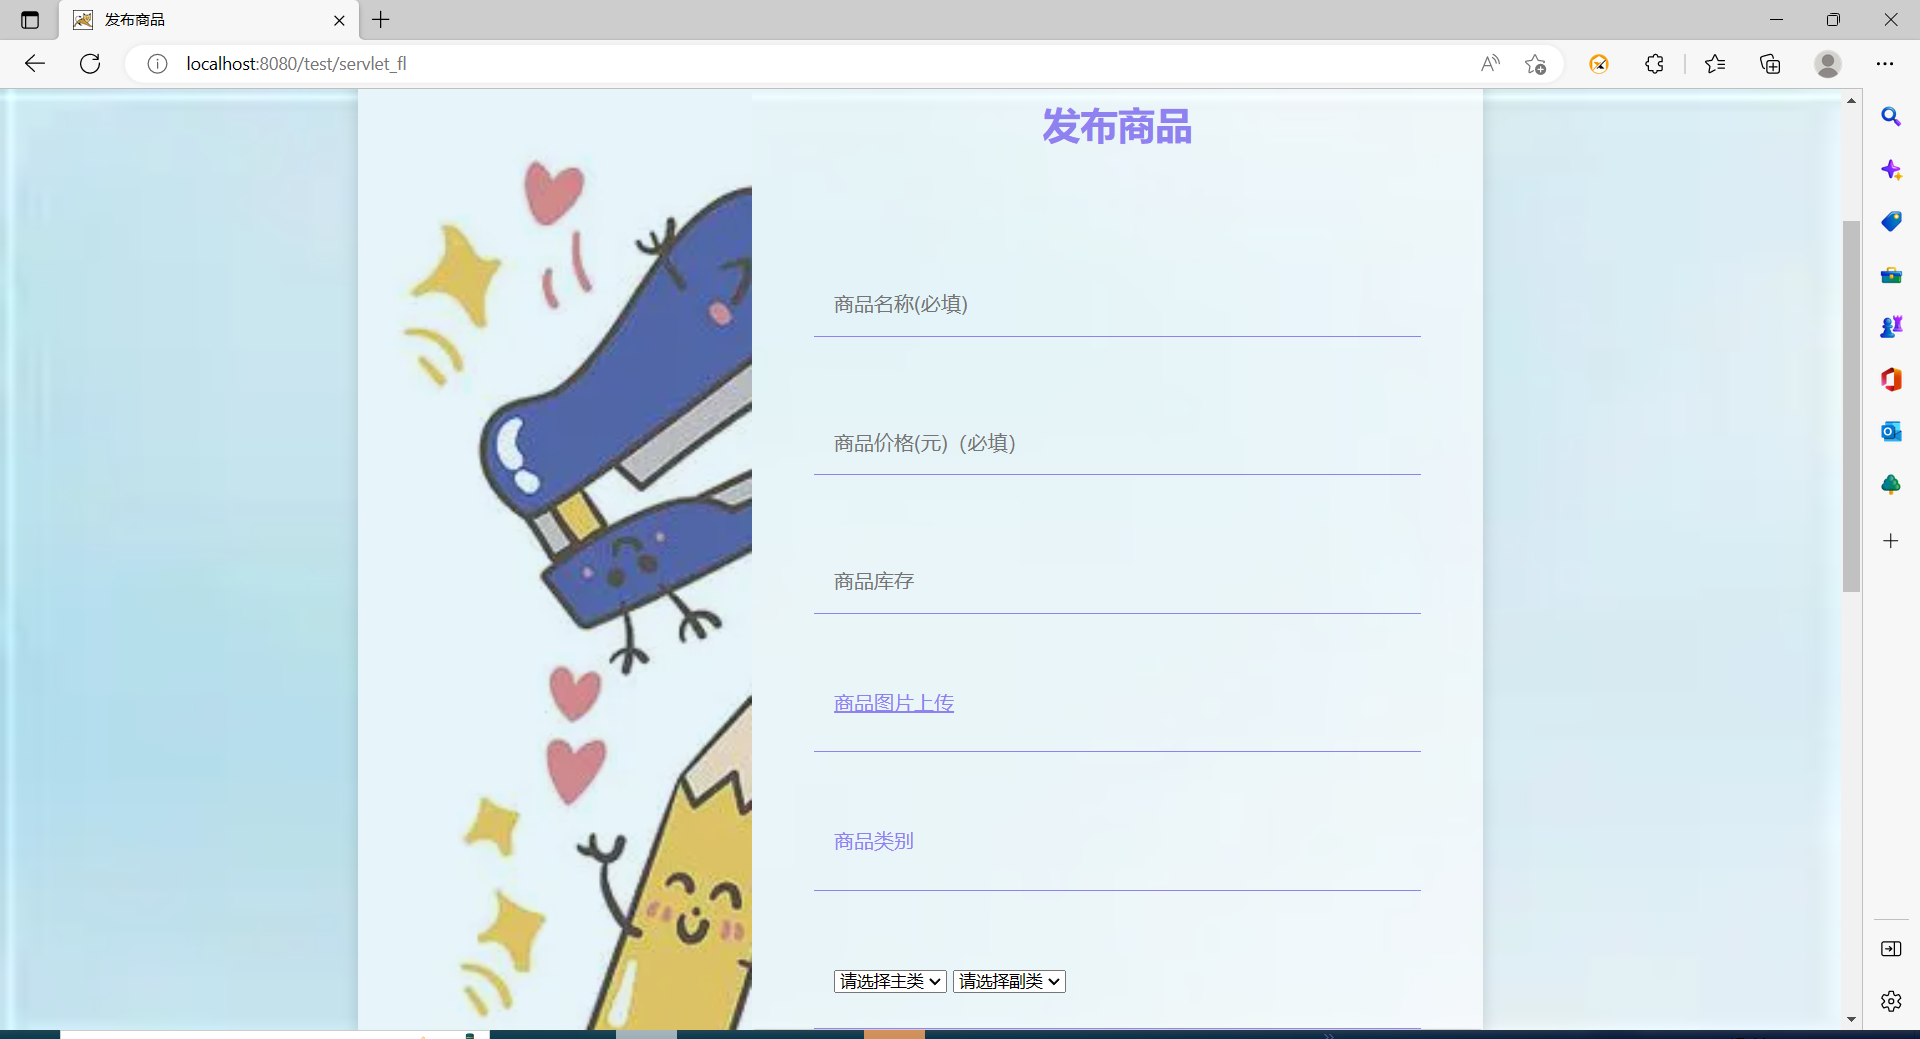 发布商品
localhost:8080/test/servlet_fl
发布商品
商品名称(必填)
商品价格(元)（必填）
商品库存
商品图片上传
商品类别
请选择主类 请选择副类